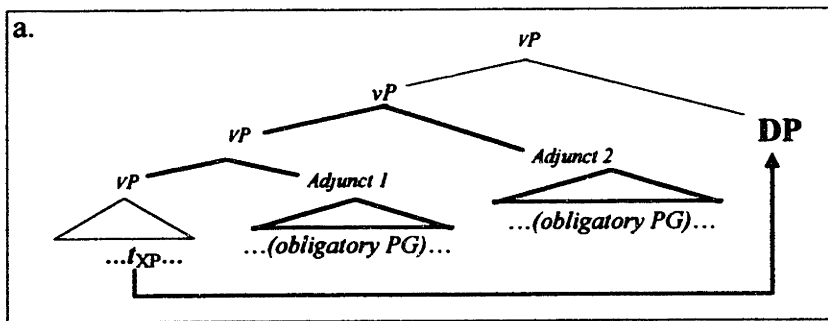 a.
vP
vP
DP
vP
Adjunct 2
vP
Adjunct 1
...(obligatory PG)...
...(obligatory PG)...
...tXP...